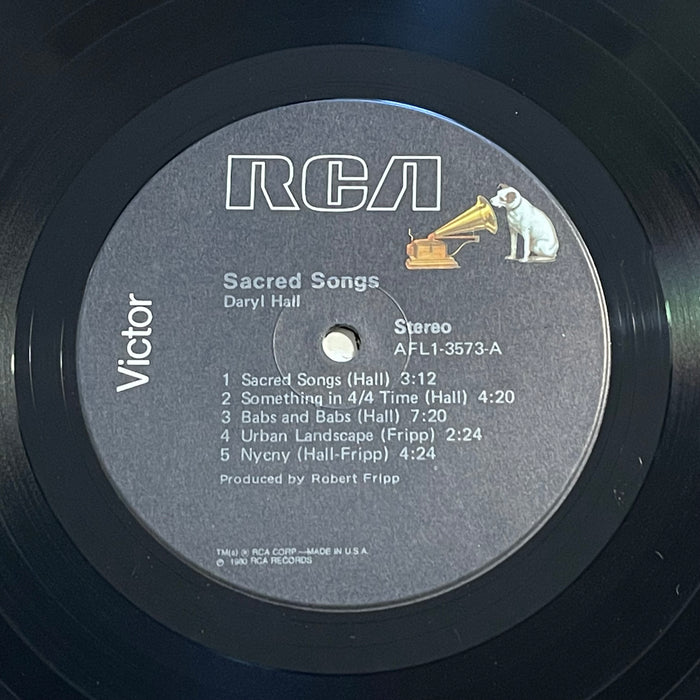 RCA
Victor
Sacred Songs
Daryl Hall
Stereo
AFL1-3573-A
1 Sacred Songs (Hall) 3:12
2 Something in 4/4 Time (Hall) 4:20
3 Babs and Babs (Hall) 7:20
4 Urban Landscape (Fripp) 2:24
5 Nycny (Hall-Fripp) 4:24
Produced by Robert Fripp
TM(s) ® RCA CORP.—MADE IN U.S.A.
℗ 1980 RCA RECORDS